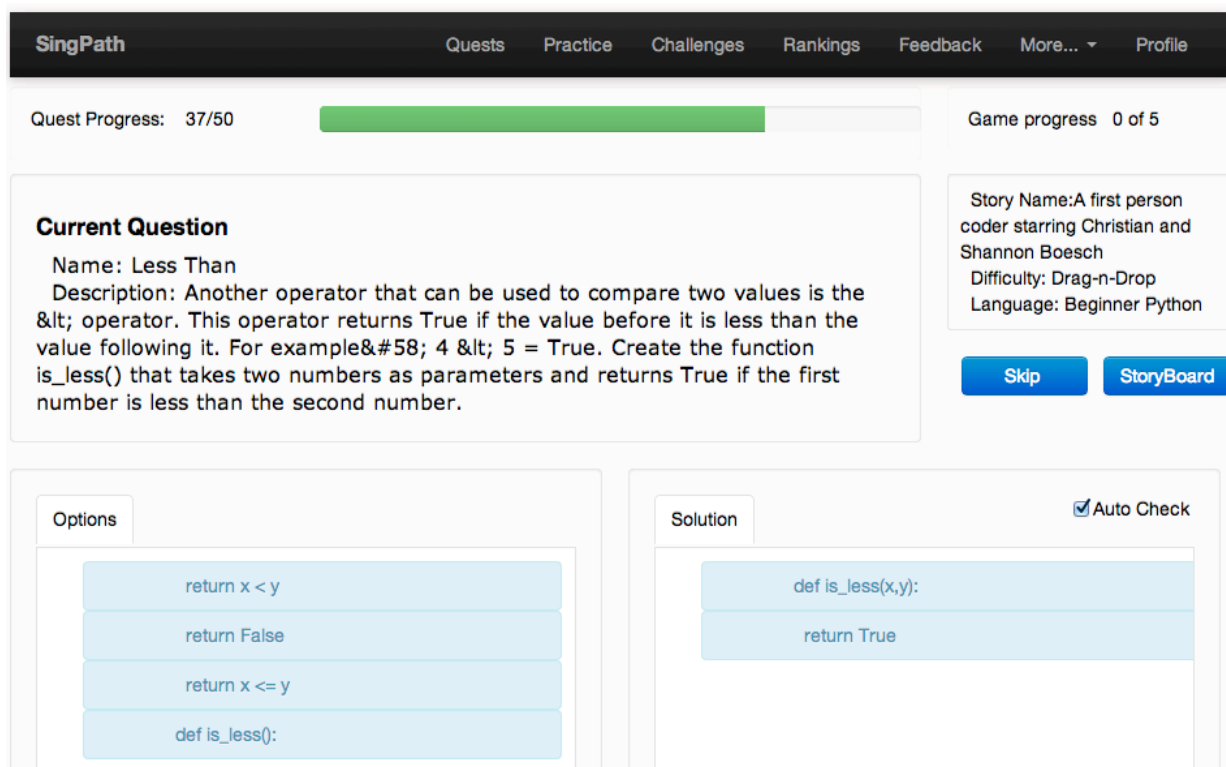 SingPath Quests Practice Challenges Rankings Feedback More... Profile
Quest Progress: 37/50
Game progress 0 of 5
Current Question
Name: Less Than
Description: Another operator that can be used to compare two values is the
&lt; operator. This operator returns True if the value before it is less than the
value following it. For example&#58; 4 &lt; 5 = True. Create the function
is_less() that takes two numbers as parameters and returns True if the first
number is less than the second number.
Story Name:A first person
coder starring Christian and
Shannon Boesch
Difficulty: Drag-n-Drop
Language: Beginner Python
Skip StoryBoard
Options
return x < y
return False
return x <= y
def is_less():
Solution
Auto Check
def is_less(x,y):
return True